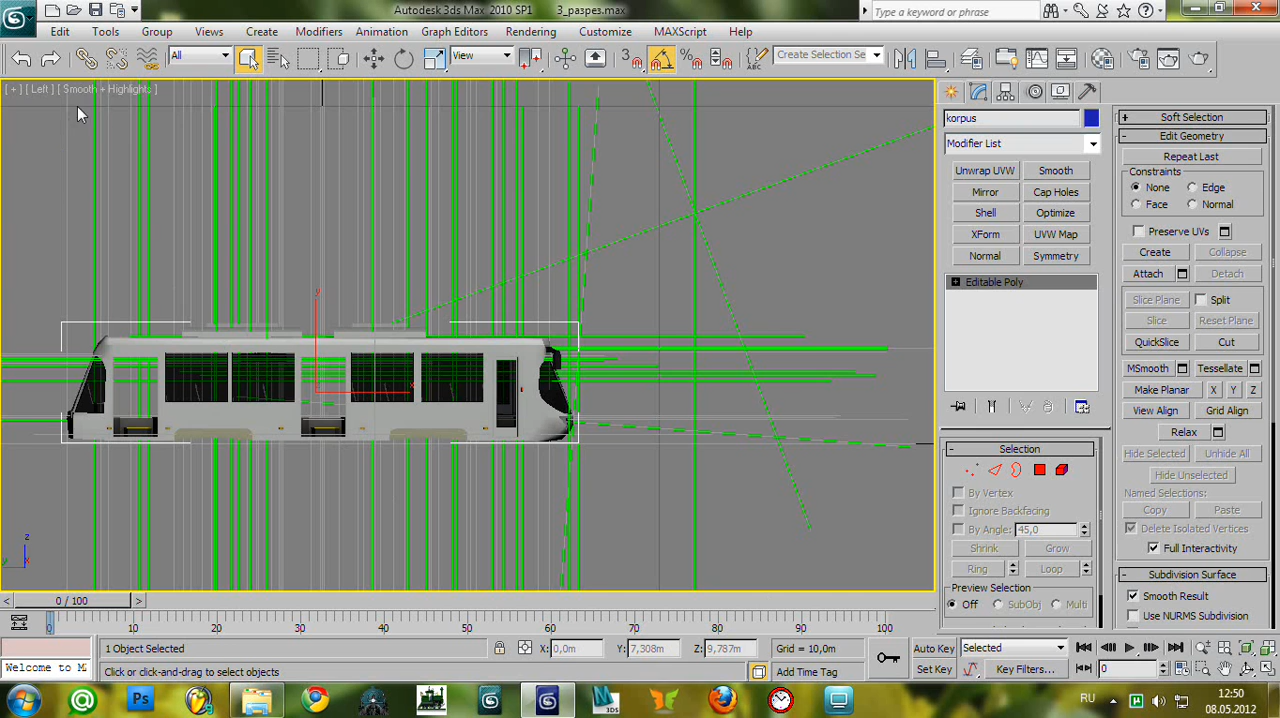 Autodesk 3ds Max 2010 SP1 3_paspes.max
Type a keyword or phrase
Edit Tools Group Views Create Modifiers Animation Graph Editors Rendering Customize MAXScript Help
All View 3 Create Selection Se
[ + ] [ Left ] [ Smooth + Highlights ]
korpus
Modifier List
Unwrap UVW Smooth
Mirror Cap Holes
Shell Optimize
XForm UVW Map
Normal Symmetry
Editable Poly
Selection
By Vertex
Ignore Backfacing
By Angle: 45,0
Shrink Grow
Ring Loop
Preview Selection
Off SubObj Multi
Soft Selection
Edit Geometry
Repeat Last
Constraints
None Edge
Face Normal
Preserve UVs
Create Collapse
Attach Detach
Slice Plane Split
Slice Reset Plane
QuickSlice Cut
MSmooth Tessellate
Make Planar X Y Z
View Align Grid Align
Relax
Hide Selected Unhide All
Hide Unselected
Named Selections:
Copy Paste
Delete Isolated Vertices
Full Interactivity
Subdivision Surface
Smooth Result
Use NURMS Subdivision
y
x
z
y x
< 0 / 100 >
0 10 20 30 40 50 60 70 80 90 100
1 Object Selected X: 0,0m Y: 7,308m Z: 9,787m Grid = 10,0m Auto Key Selected
Welcome to M Click or click-and-drag to select objects Add Time Tag Set Key Key Filters... 0
Ps 3DS RU 12:50
08.05.2012